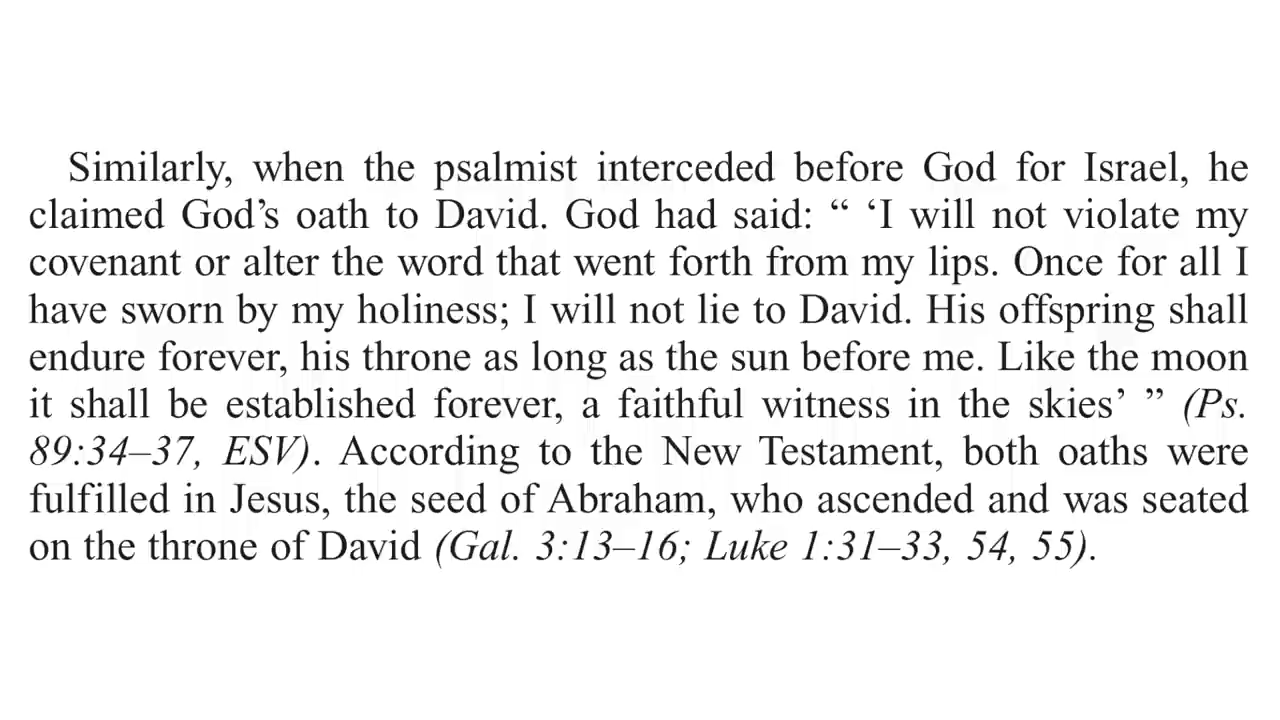 Similarly, when the psalmist interceded before God for Israel, he
claimed God’s oath to David. God had said: “ ‘I will not violate my
covenant or alter the word that went forth from my lips. Once for all I
have sworn by my holiness; I will not lie to David. His offspring shall
endure forever, his throne as long as the sun before me. Like the moon
it shall be established forever, a faithful witness in the skies’ ” (Ps.
89:34–37, ESV). According to the New Testament, both oaths were
fulfilled in Jesus, the seed of Abraham, who ascended and was seated
on the throne of David (Gal. 3:13–16; Luke 1:31–33, 54, 55).